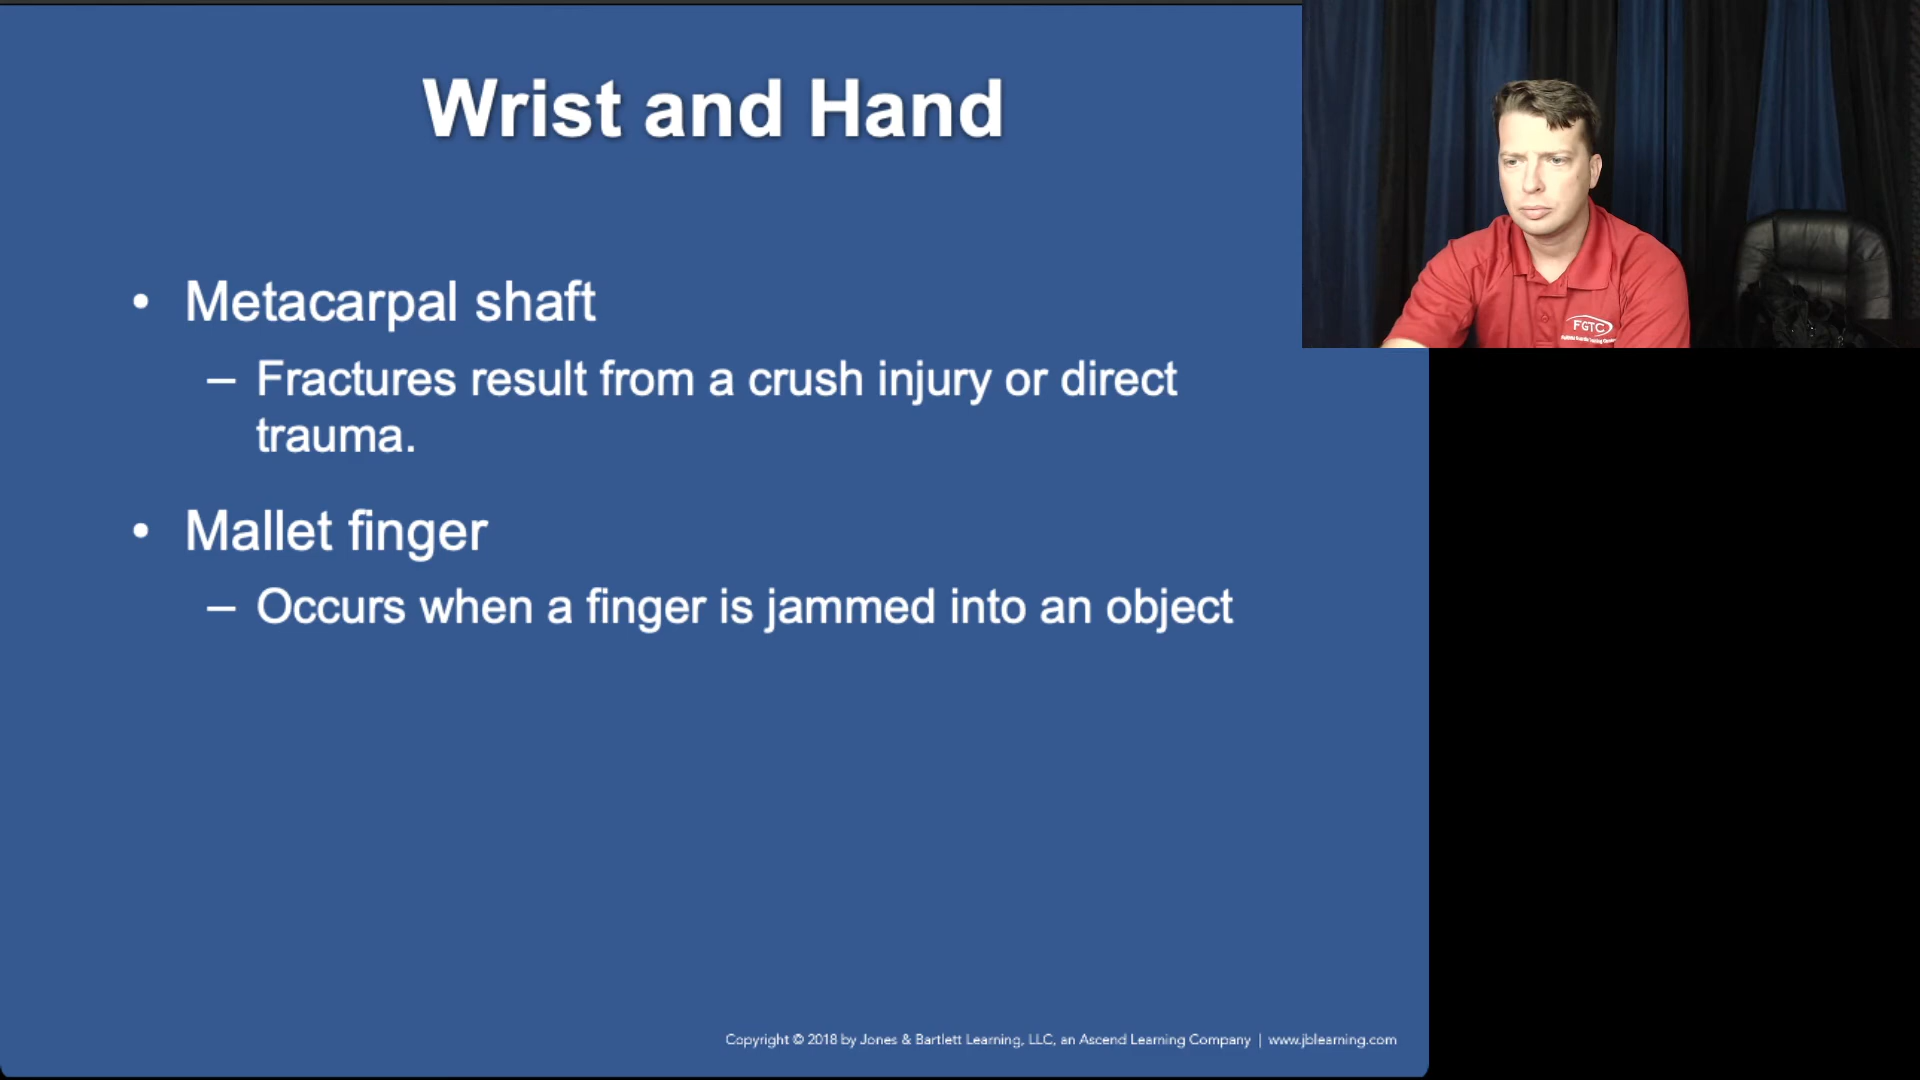 Wrist and Hand
• Metacarpal shaft
– Fractures result from a crush injury or direct
trauma.
• Mallet finger
– Occurs when a finger is jammed into an object
Copyright © 2018 by Jones & Bartlett Learning, LLC, an Ascend Learning Company | www.jblearning.com
FGTC